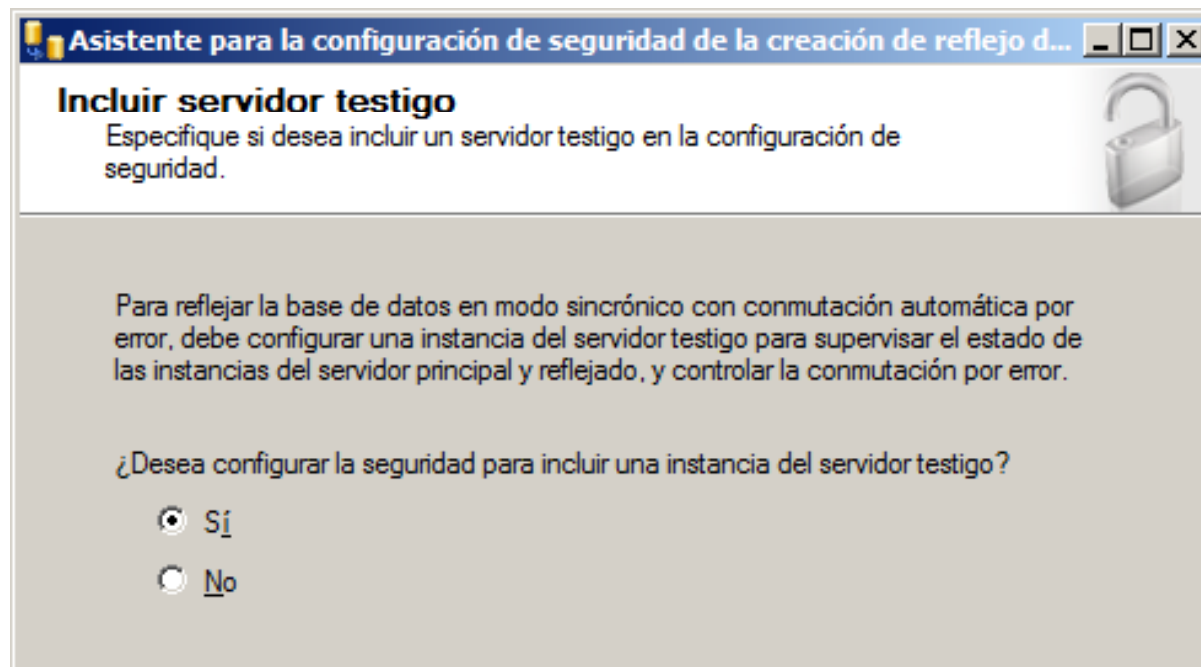 Asistente para la configuración de seguridad de la creación de reflejo d...
Incluir servidor testigo
Especifique si desea incluir un servidor testigo en la configuración de
seguridad.
Para reflejar la base de datos en modo sincrónico con conmutación automática por
error, debe configurar una instancia del servidor testigo para supervisar el estado de
las instancias del servidor principal y reflejado, y controlar la conmutación por error.
¿Desea configurar la seguridad para incluir una instancia del servidor testigo?
Sí
No